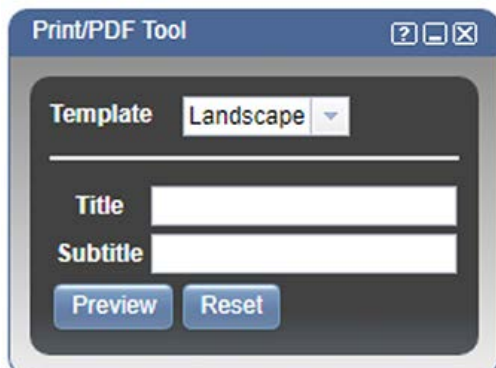 Print/PDF Tool ?
Template Landscape
Title
Subtitle
Preview Reset